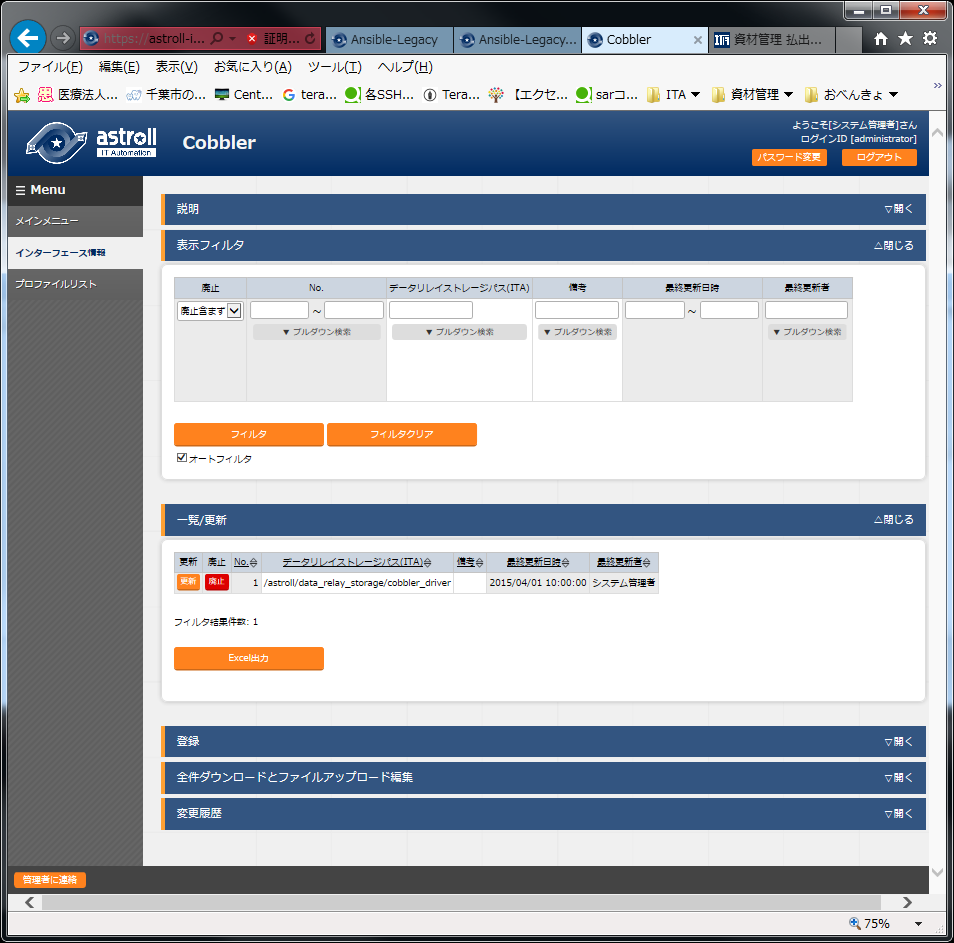 https://astroll-i... 証明... Ansible-Legacy Ansible-Legacy... Cobbler 資材管理 払出...
ファイル(F) 編集(E) 表示(V) お気に入り(A) ツール(T) ヘルプ(H)
医療法人... 千葉市の... Cent... tera... 各SSH... Tera... 【エクセ... sarコ... ITA 資材管理 おべんきょ
astroll
IT Automation
Cobbler
ようこそ[システム管理者]さん
ログインID [administrator]
パスワード変更 ログアウト
☰ Menu
メインメニュー
インターフェース情報
プロファイルリスト
説明 ▽開く
表示フィルタ △閉じる
廃止 No. データリレイストレージパス(ITA) 備考 最終更新日時 最終更新者
廃止含まず ~ ~
▼ プルダウン検索 ▼ プルダウン検索 ▼ プルダウン検索 ▼ プルダウン検索
フィルタ フィルタクリア
オートフィルタ
一覧/更新 △閉じる
更新 廃止 No. データリレイストレージパス(ITA) 備考 最終更新日時 最終更新者
更新 廃止 1 /astroll/data_relay_storage/cobbler_driver 2015/04/01 10:00:00 システム管理者
フィルタ結果件数: 1
Excel出力
登録 ▽開く
全件ダウンロードとファイルアップロード編集 ▽開く
変更履歴 ▽開く
管理者に連絡
75%